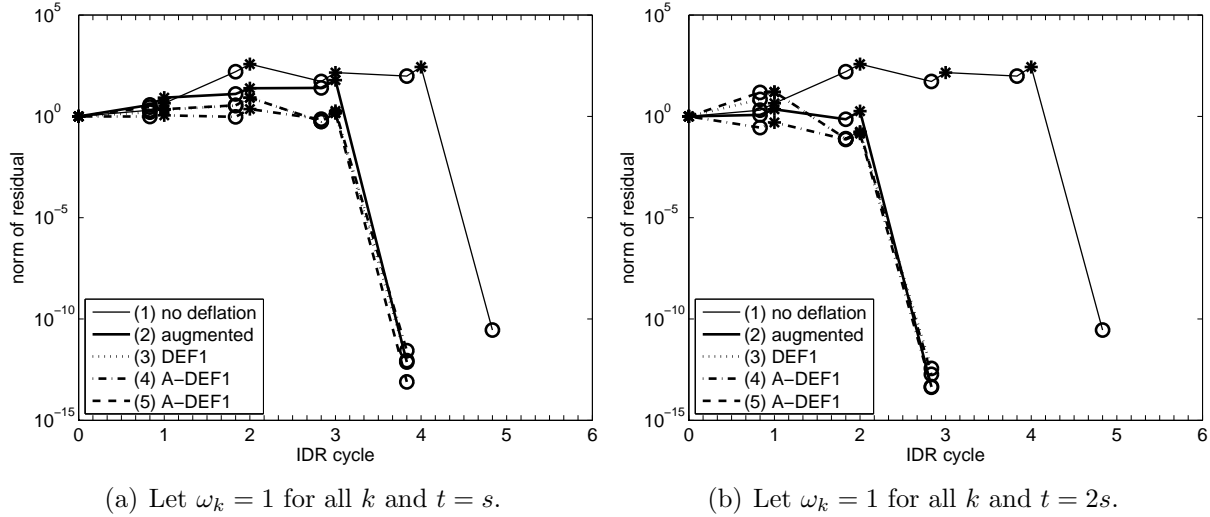 10^5
10^0
10^−5
10^−10
10^−15
norm of residual
0 1 2 3 4 5 6
IDR cycle
(1) no deflation
(2) augmented
(3) DEF1
(4) A−DEF1
(5) A−DEF1
(a) Let ω_k = 1 for all k and t = s.
10^5
10^0
10^−5
10^−10
10^−15
norm of residual
0 1 2 3 4 5 6
IDR cycle
(1) no deflation
(2) augmented
(3) DEF1
(4) A−DEF1
(5) A−DEF1
(b) Let ω_k = 1 for all k and t = 2s.